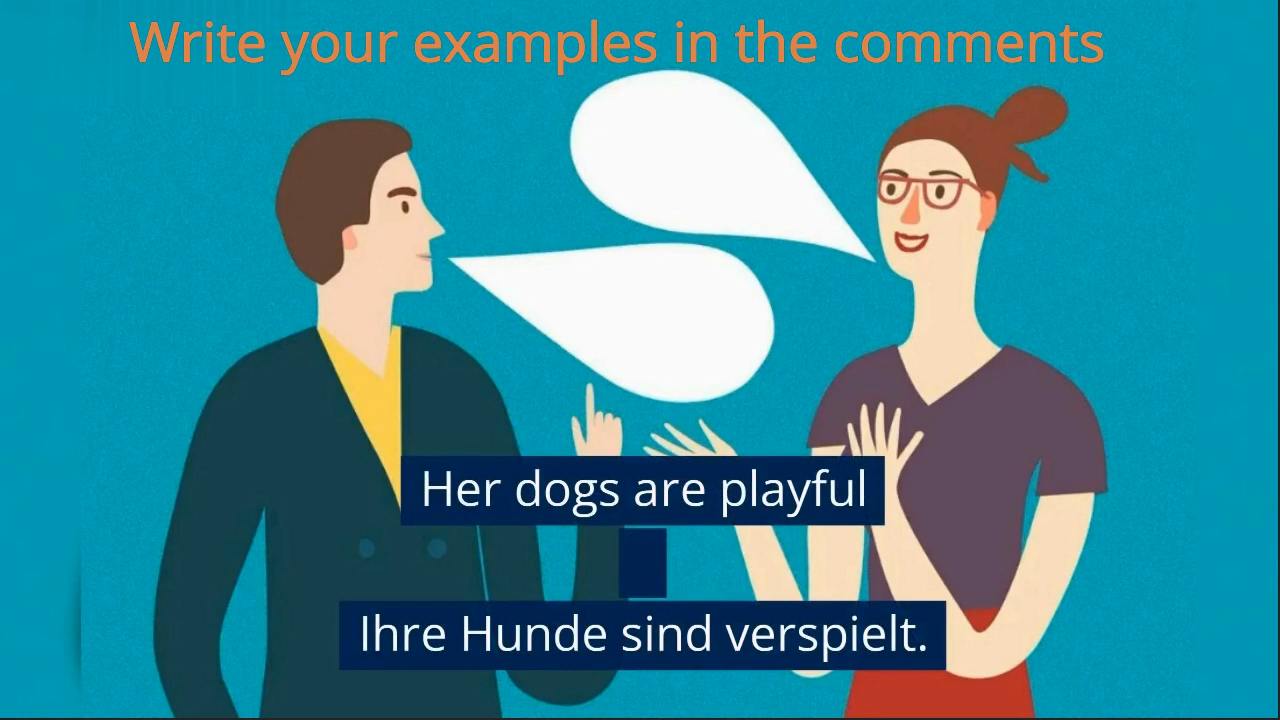 Write your examples in the comments
Her dogs are playful
Ihre Hunde sind verspielt.